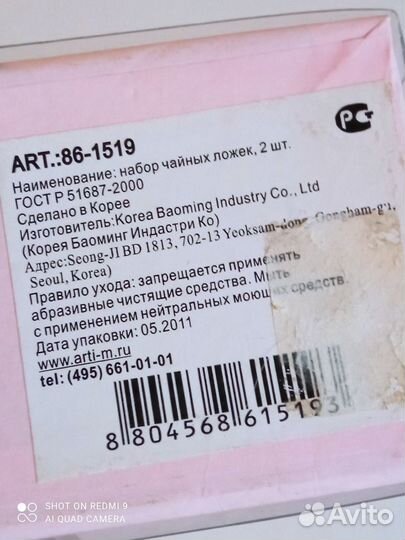 ART.:86-1519
Наименование: набор чайных ложек, 2 шт.
ГОСТ Р 51687-2000
Сделано в Корее
Изготовитель:Korea Baoming Industry Co., Ltd
(Корея Баоминг Индастри Ко)
Адрес:Seong-JI BD 1813, 702-13 Yeoksam-dong, Gongham-gu,
Seoul, Korea)
Правило ухода: запрещается применять
абразивные чистящие средства. Мыть
с применением нейтральных моющих средств.
Дата упаковки: 05.2011
www.arti-m.ru
tel: (495) 661-01-01
8 804568 615193
SHOT ON REDMI 9
AI QUAD CAMERA
Avito